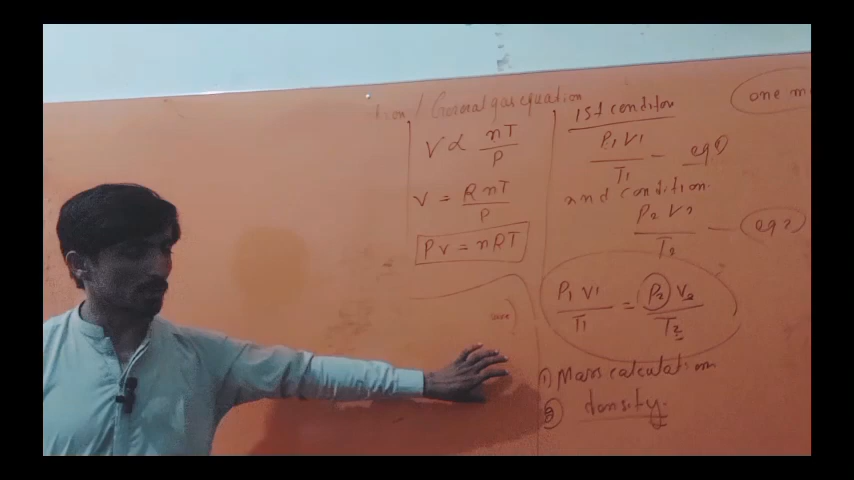 General gas equation
V ∝ nT/P
V = RnT/P
PV = nRT
1st condition
P₁V₁/T₁ — eq1
2nd condition.
P₂V₂/T₂ — eq2
P₁V₁/T₁ = P₂V₂/T₂
① Mass calculation
② density.
one